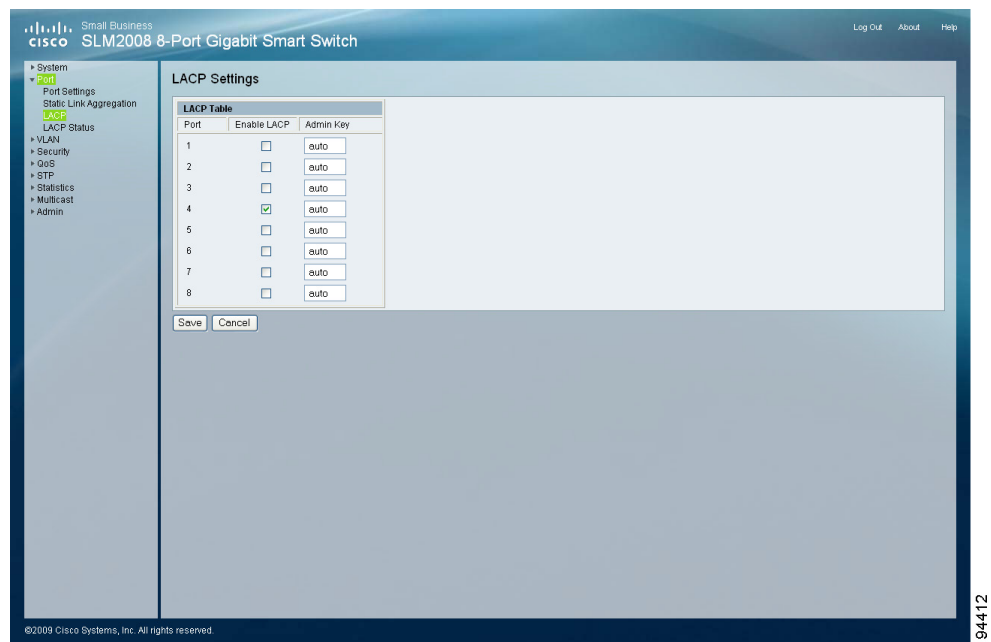 Small Business
CISCO SLM2008 8-Port Gigabit Smart Switch
Log Out About Help
System
Port
Port Settings
Static Link Aggregation
LACP
LACP Status
VLAN
Security
QoS
STP
Statistics
Multicast
Admin
LACP Settings
LACP Table
Port Enable LACP Admin Key
1 auto
2 auto
3 auto
4 auto
5 auto
6 auto
7 auto
8 auto
Save Cancel
©2009 Cisco Systems, Inc. All rights reserved.
94412